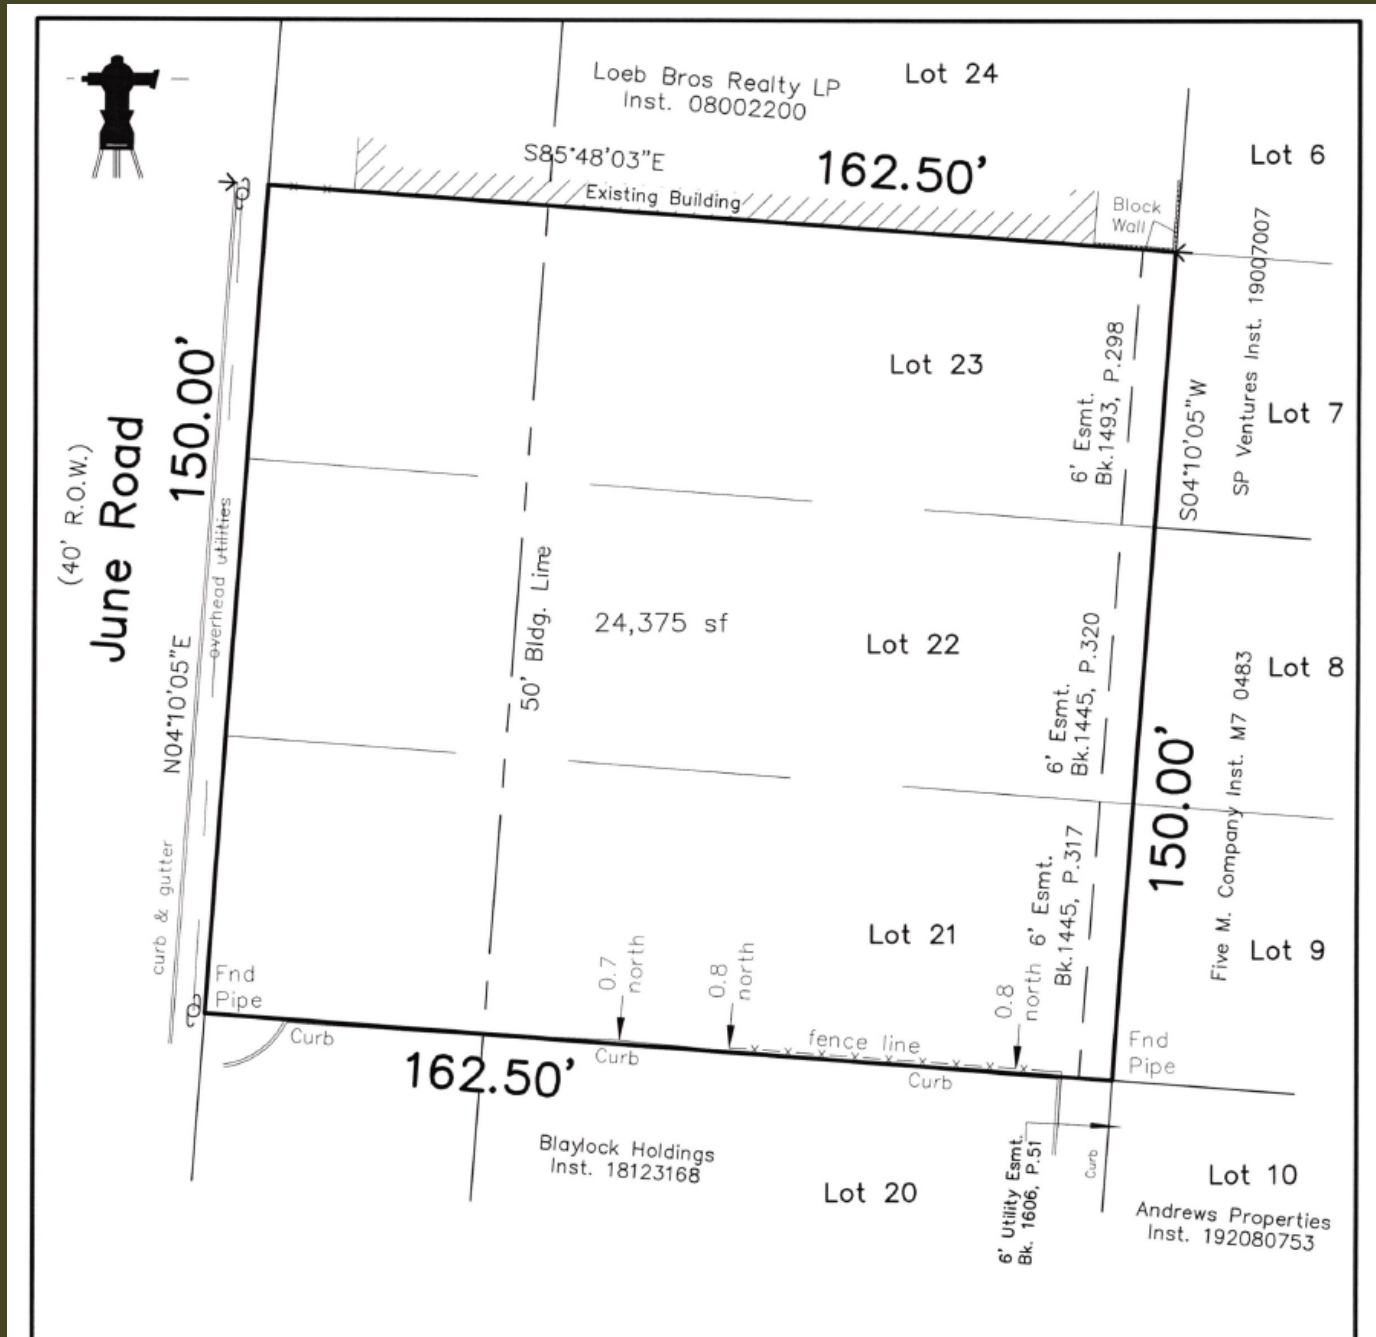 Loeb Bros Realty LP
Inst. 08002200
Lot 24
S85°48'03"E
162.50'
Existing Building
Block
Wall
Lot 6
SP Ventures Inst. 19007007
Lot 7
S04°10'05"W
Lot 23
6' Esmt.
Bk.1493, P.298
150.00'
June Road
(40' R.O.W.)
overhead utilities
N04°10'05"E
curb & gutter
50' Bldg. Line
24,375 sf
Lot 22
6' Esmt.
Bk.1445, P.320
Lot 8
150.00'
Five M. Company Inst. M7 0483
Lot 9
Lot 21
6' Esmt.
Bk.1445, P.317
0.7
north
0.8
north
0.8
north
Fnd
Pipe
Curb
162.50'
Curb
fence line
Curb
Fnd
Pipe
Blaylock Holdings
Inst. 18123168
Lot 20
6' Utility Esmt.
Bk. 1606, P.51
Curb
Lot 10
Andrews Properties
Inst. 192080753